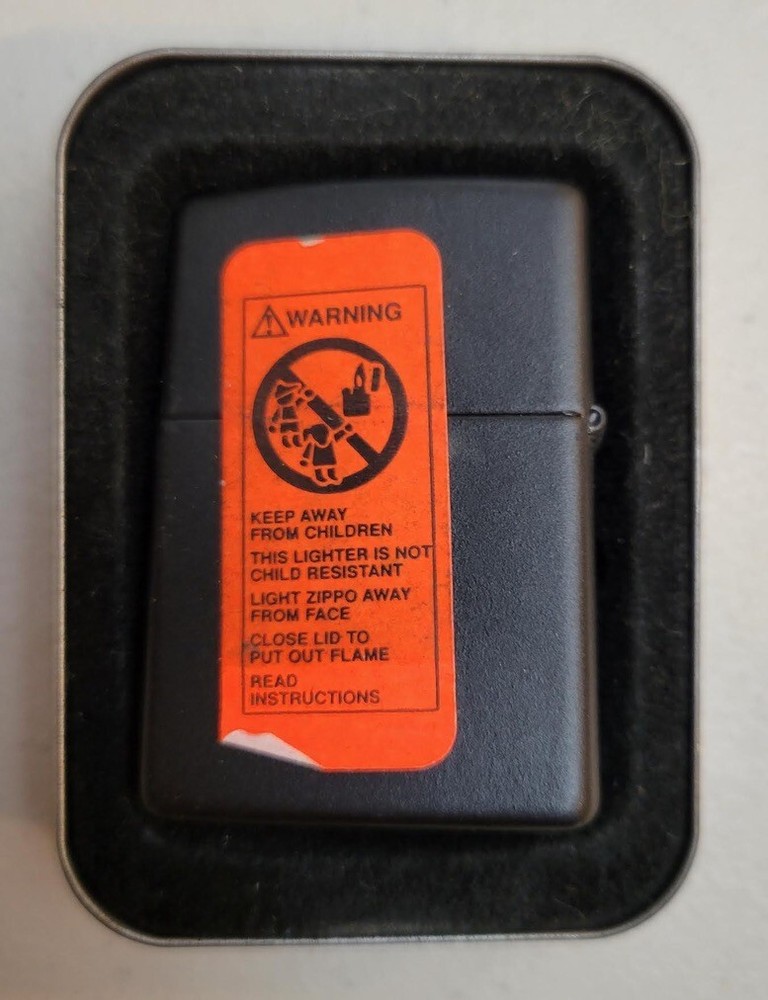 WARNING
KEEP AWAY
FROM CHILDREN
THIS LIGHTER IS NOT
CHILD RESISTANT
LIGHT ZIPPO AWAY
FROM FACE
CLOSE LID TO
PUT OUT FLAME
READ
INSTRUCTIONS